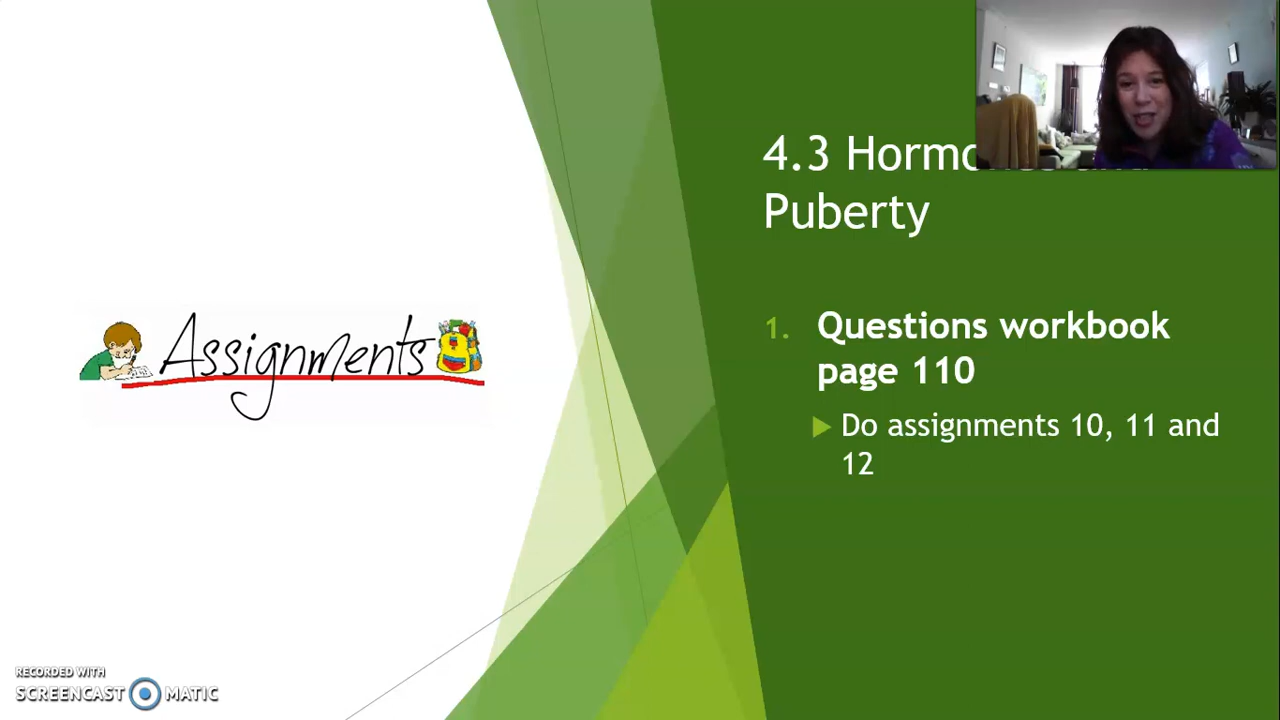 4.3 Hormo
Puberty
Assignments
1. Questions workbook
page 110
Do assignments 10, 11 and
12
RECORDED WITH
SCREENCAST MATIC